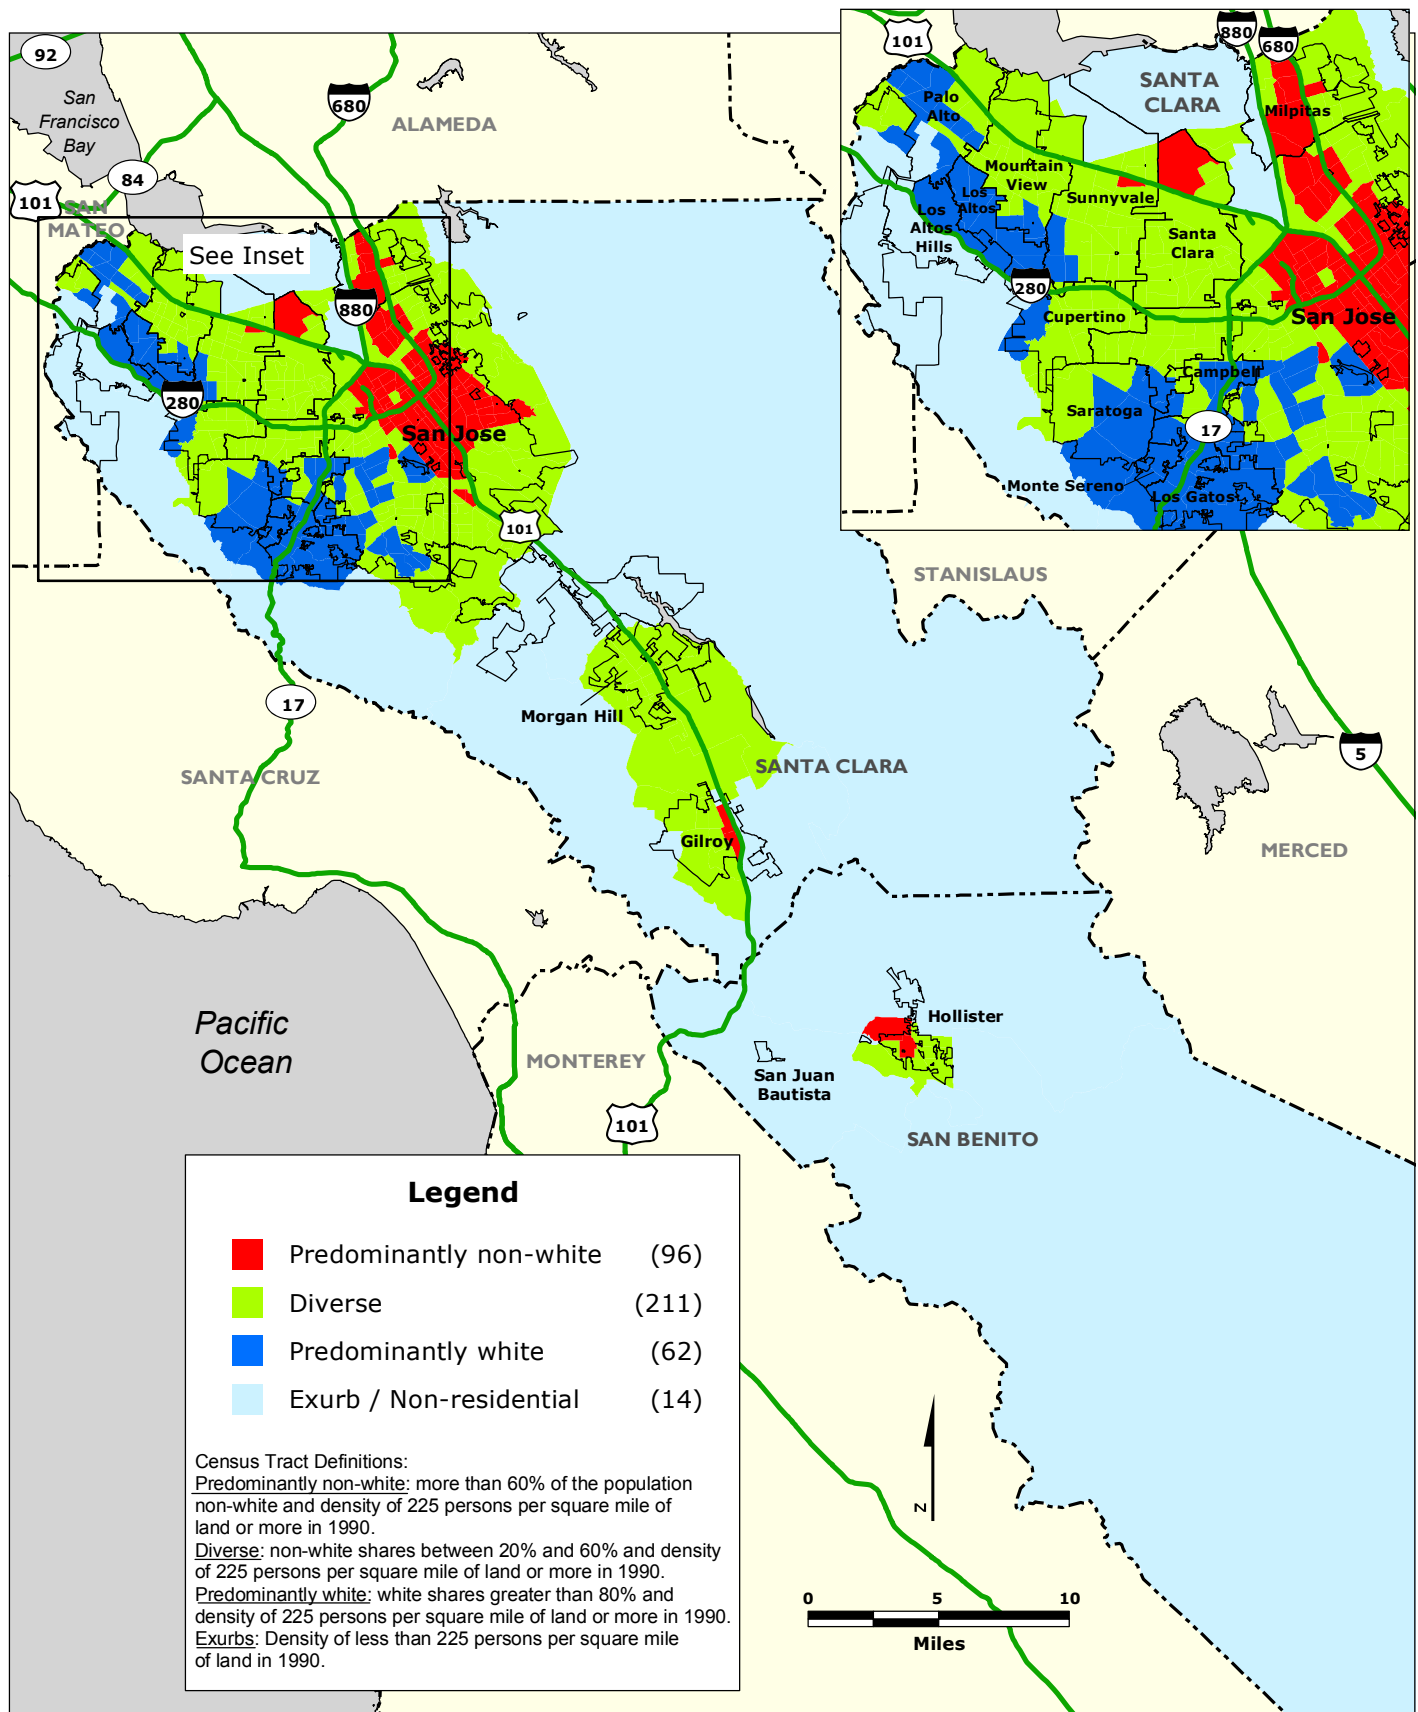 92
San
Francisco
Bay
680
ALAMEDA
84
101
SAN
MATEO
See Inset
880
280
San Jose
101
17
Morgan Hill
SANTA CRUZ
SANTA CLARA
Gilroy
STANISLAUS
5
MERCED
Pacific
Ocean
MONTEREY
101
Hollister
San Juan
Bautista
SAN BENITO
101
880
680
SANTA
CLARA
Palo
Alto
Milpitas
Mountain
View
Los
Altos
Sunnyvale
Los
Altos
Hills
Santa
Clara
280
Cupertino
San Jose
Campbell
Saratoga
17
Monte Sereno
Los Gatos
Legend
Predominantly non-white (96)
Diverse (211)
Predominantly white (62)
Exurb / Non-residential (14)
Census Tract Definitions:
Predominantly non-white: more than 60% of the population
non-white and density of 225 persons per square mile of
land or more in 1990.
Diverse: non-white shares between 20% and 60% and density
of 225 persons per square mile of land or more in 1990.
Predominantly white: white shares greater than 80% and
density of 225 persons per square mile of land or more in 1990.
Exurbs: Density of less than 225 persons per square mile
of land in 1990.
N
0 5 10
Miles